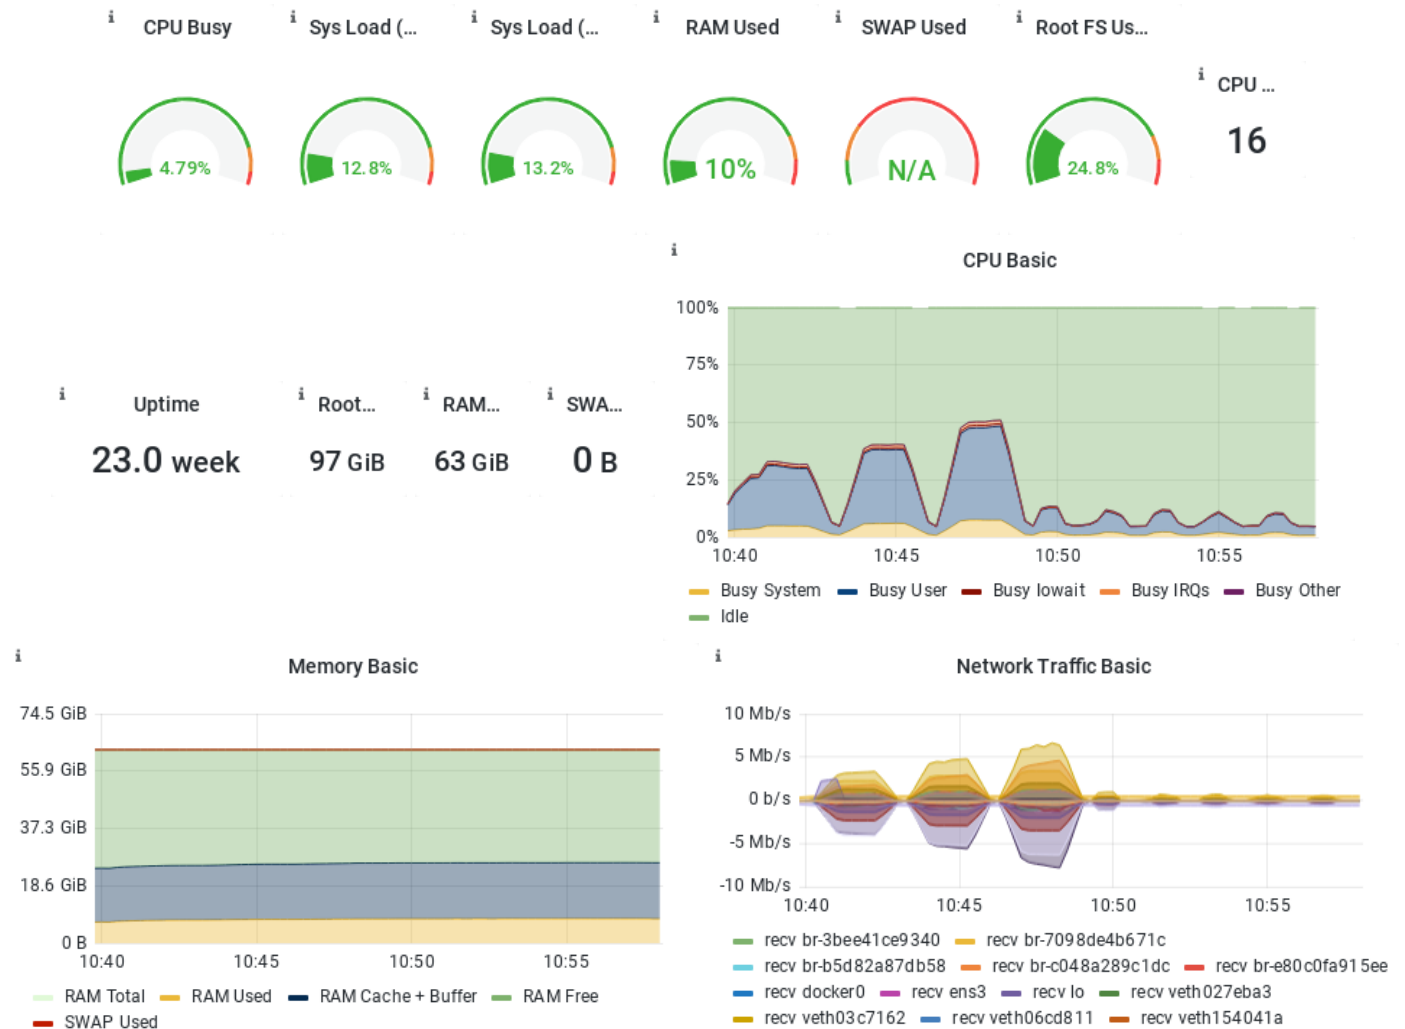 CPU Busy
Sys Load (...
Sys Load (...
RAM Used
SWAP Used
Root FS Us...
CPU ...
4.79%
12.8%
13.2%
10%
N/A
24.8%
16
Uptime
Root...
RAM...
SWA...
23.0 week
97 GiB
63 GiB
0 B
CPU Basic
100%
75%
50%
25%
0%
10:40
10:45
10:50
10:55
Busy System
Busy User
Busy Iowait
Busy IRQs
Busy Other
Idle
Memory Basic
74.5 GiB
55.9 GiB
37.3 GiB
18.6 GiB
0 B
10:40
10:45
10:50
10:55
RAM Total
RAM Used
RAM Cache + Buffer
RAM Free
SWAP Used
Network Traffic Basic
10 Mb/s
5 Mb/s
0 b/s
-5 Mb/s
-10 Mb/s
10:40
10:45
10:50
10:55
recv br-3bee41ce9340
recv br-7098de4b671c
recv br-b5d82a87db58
recv br-c048a289c1dc
recv br-e80c0fa915ee
recv docker0
recv ens3
recv lo
recv veth027eba3
recv veth03c7162
recv veth06cd811
recv veth154041a